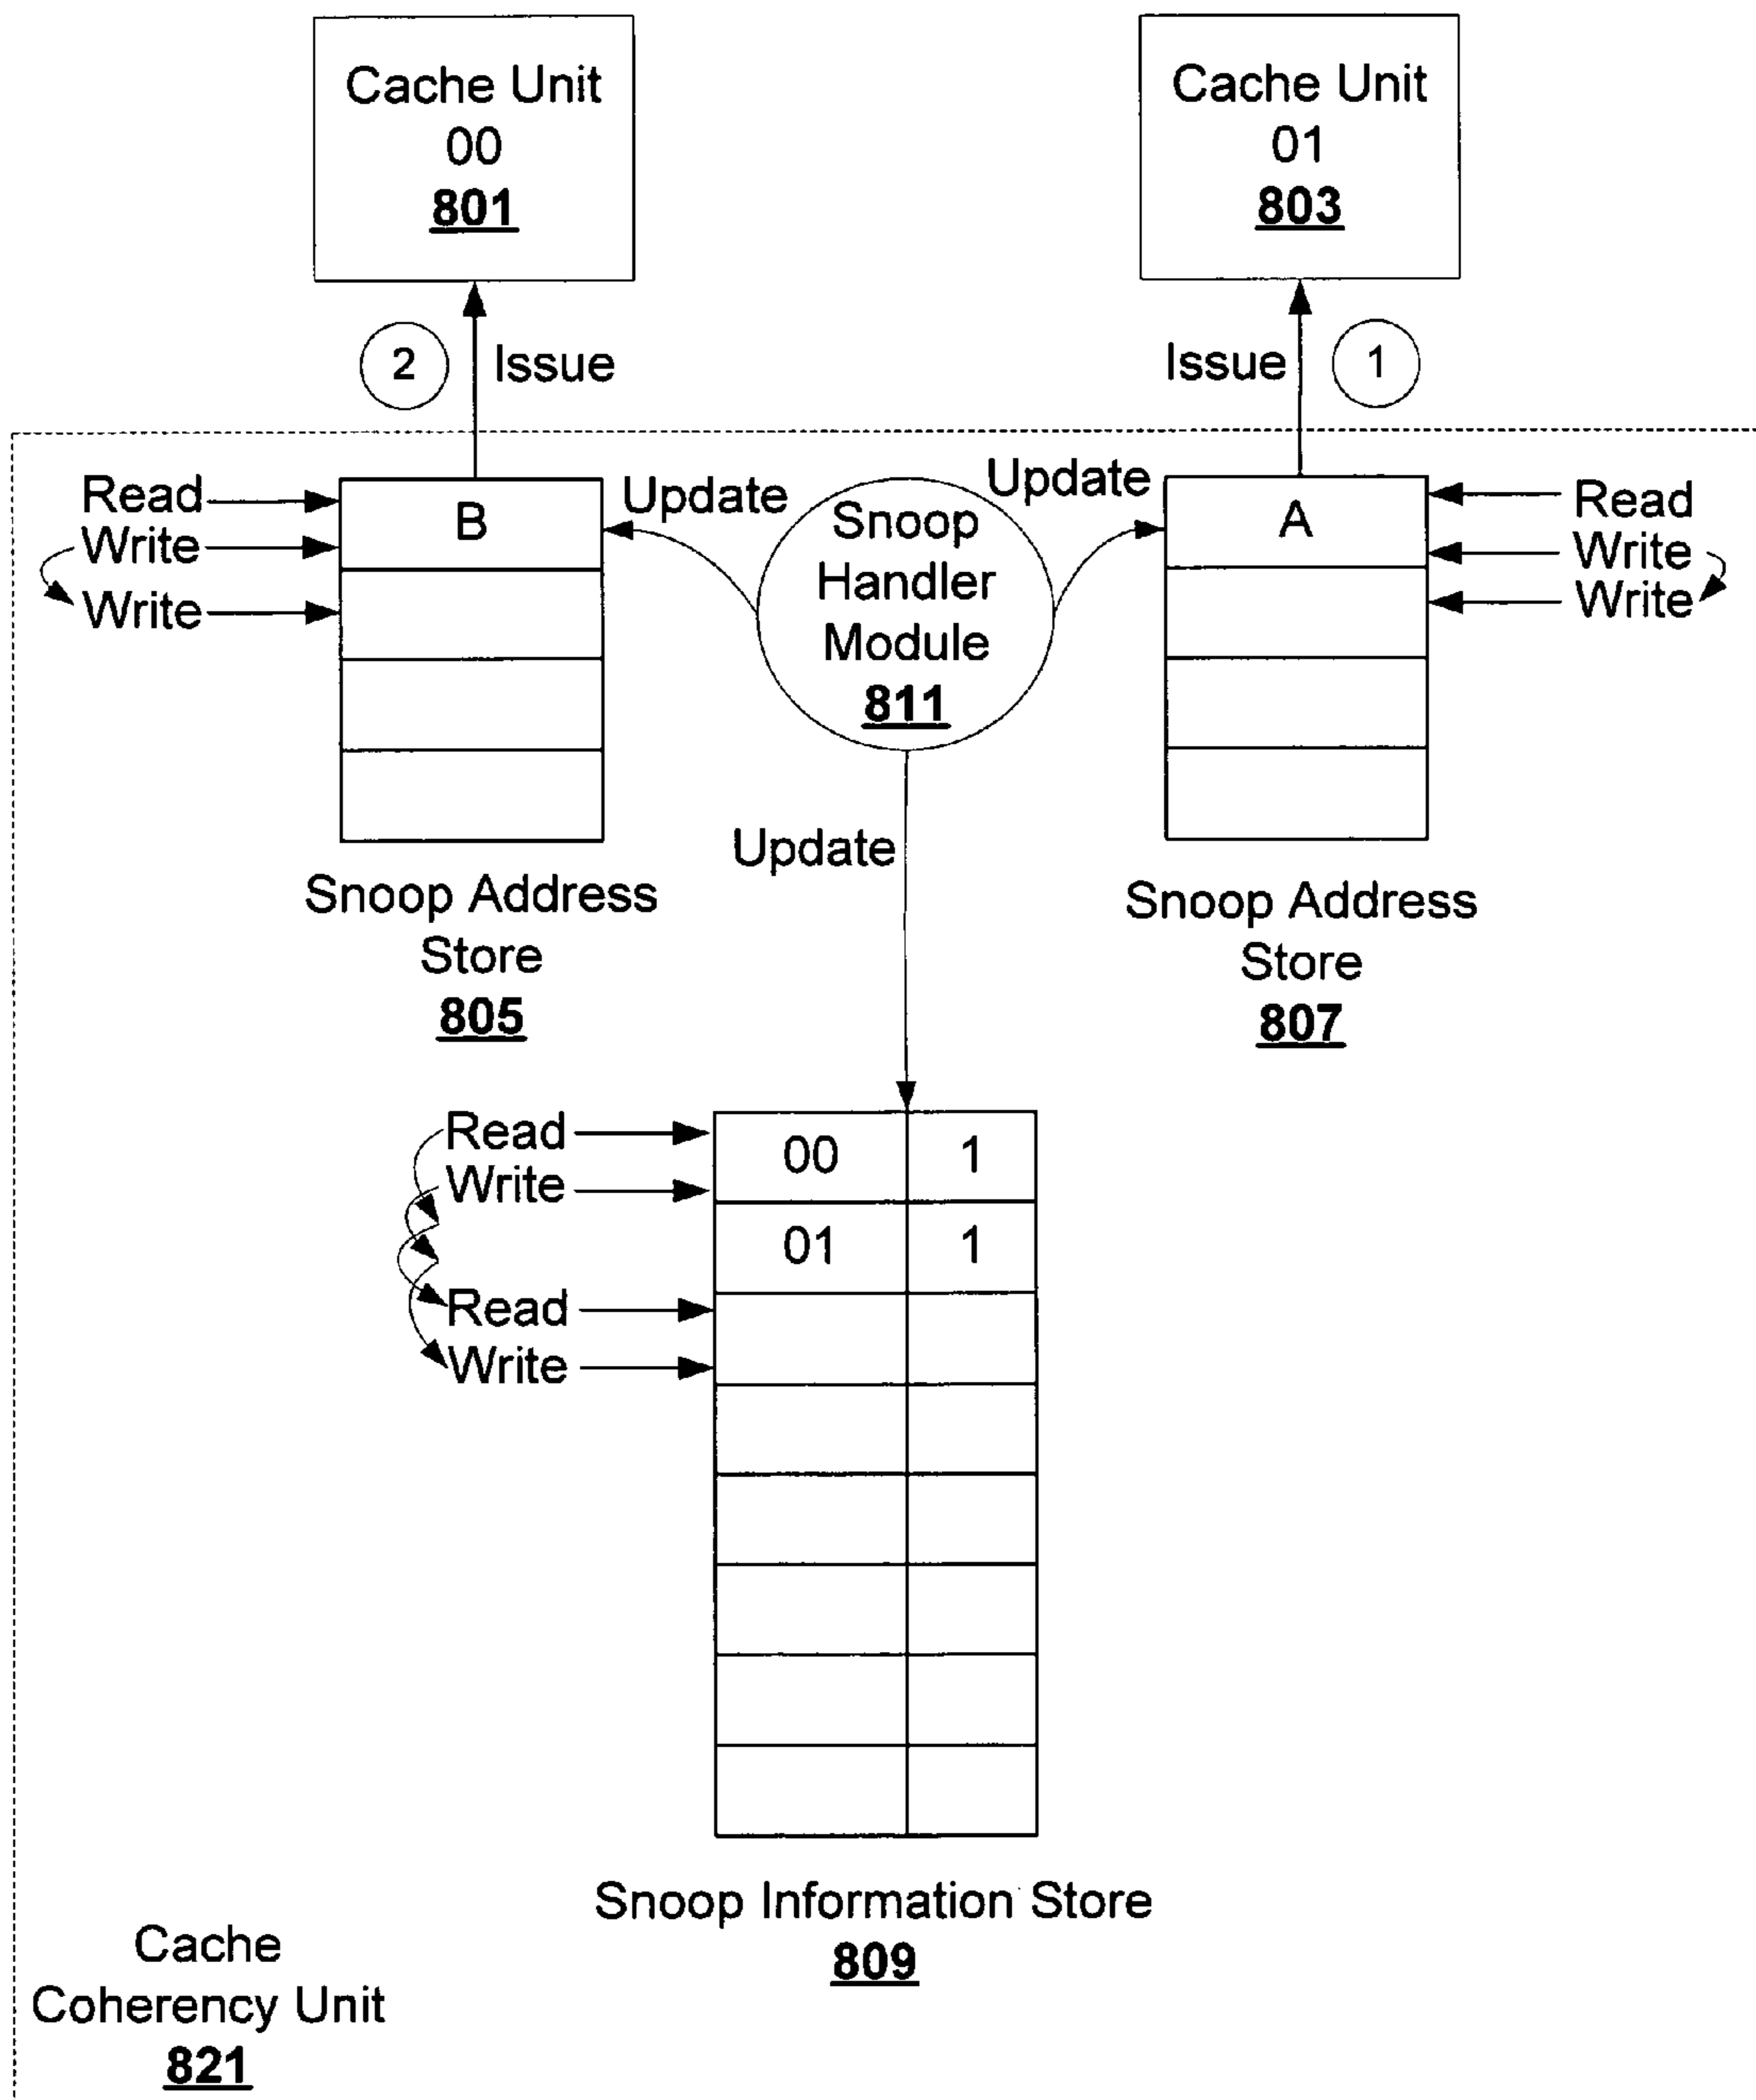 Cache Unit
00
801
Cache Unit
01
803
2
Issue
Issue
1
Read
Write
Write
B
Update
Snoop
Handler
Module
811
Update
A
Read
Write
Write
Update
Snoop Address
Store
805
Snoop Address
Store
807
Read
Write
Read
Write
00 1
01 1
Snoop Information Store
809
Cache
Coherency Unit
821